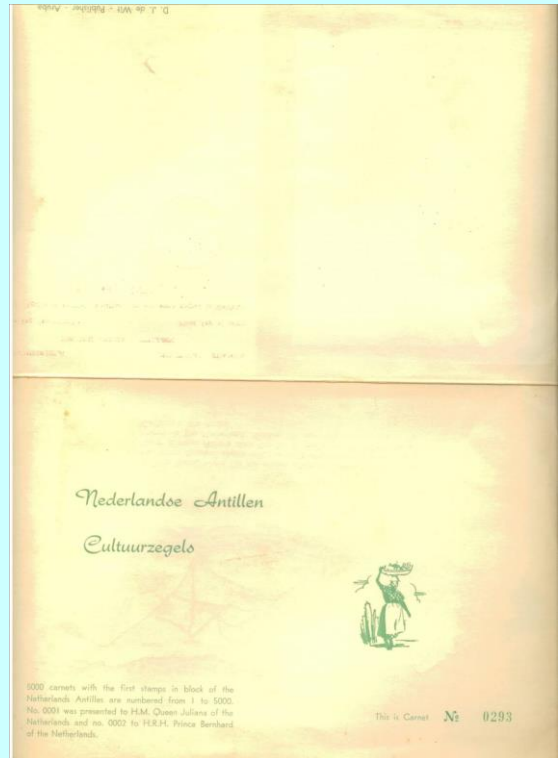 D. J. de Wit - Publisher - Aruba
Nederlandse Antillen
Cultuurzegels
5000 carnets with the first stamps in block of the
Netherlands Antilles are numbered from 1 to 5000.
No. 0001 was presented to H.M. Queen Juliana of the
Netherlands and no. 0002 to H.R.H. Prince Bernhard
of the Netherlands.
This is Carnet № 0293